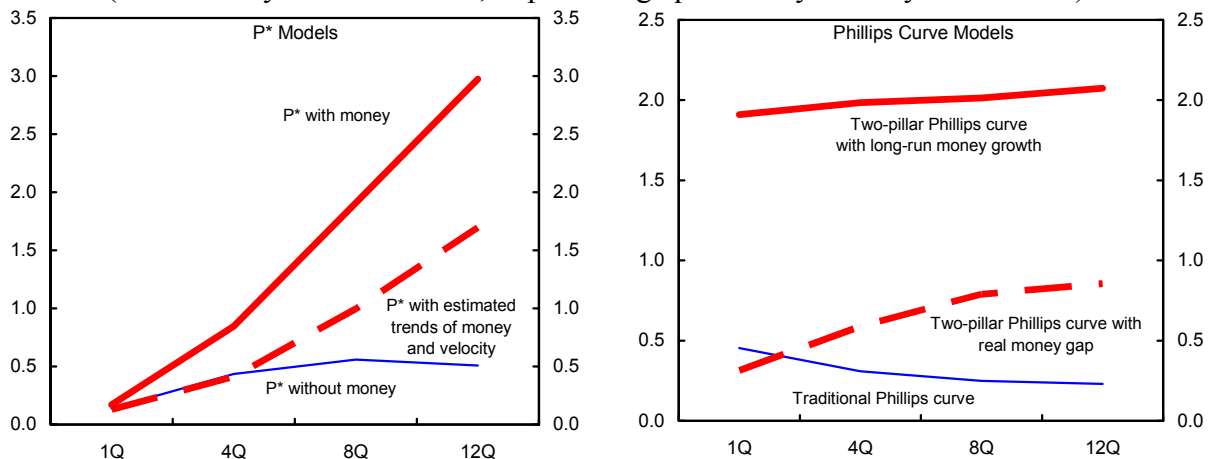 P* Models
3.5
3.0
2.5
2.0
1.5
1.0
0.5
0.0
3.5
3.0
2.5
2.0
1.5
1.0
0.5
0.0
P* with money
P* with estimated
trends of money
and velocity
P* without money
1Q 4Q 8Q 12Q
Phillips Curve Models
2.5
2.0
1.5
1.0
0.5
0.0
2.5
2.0
1.5
1.0
0.5
0.0
Two-pillar Phillips curve
with long-run money growth
Two-pillar Phillips curve with
real money gap
Traditional Phillips curve
1Q 4Q 8Q 12Q